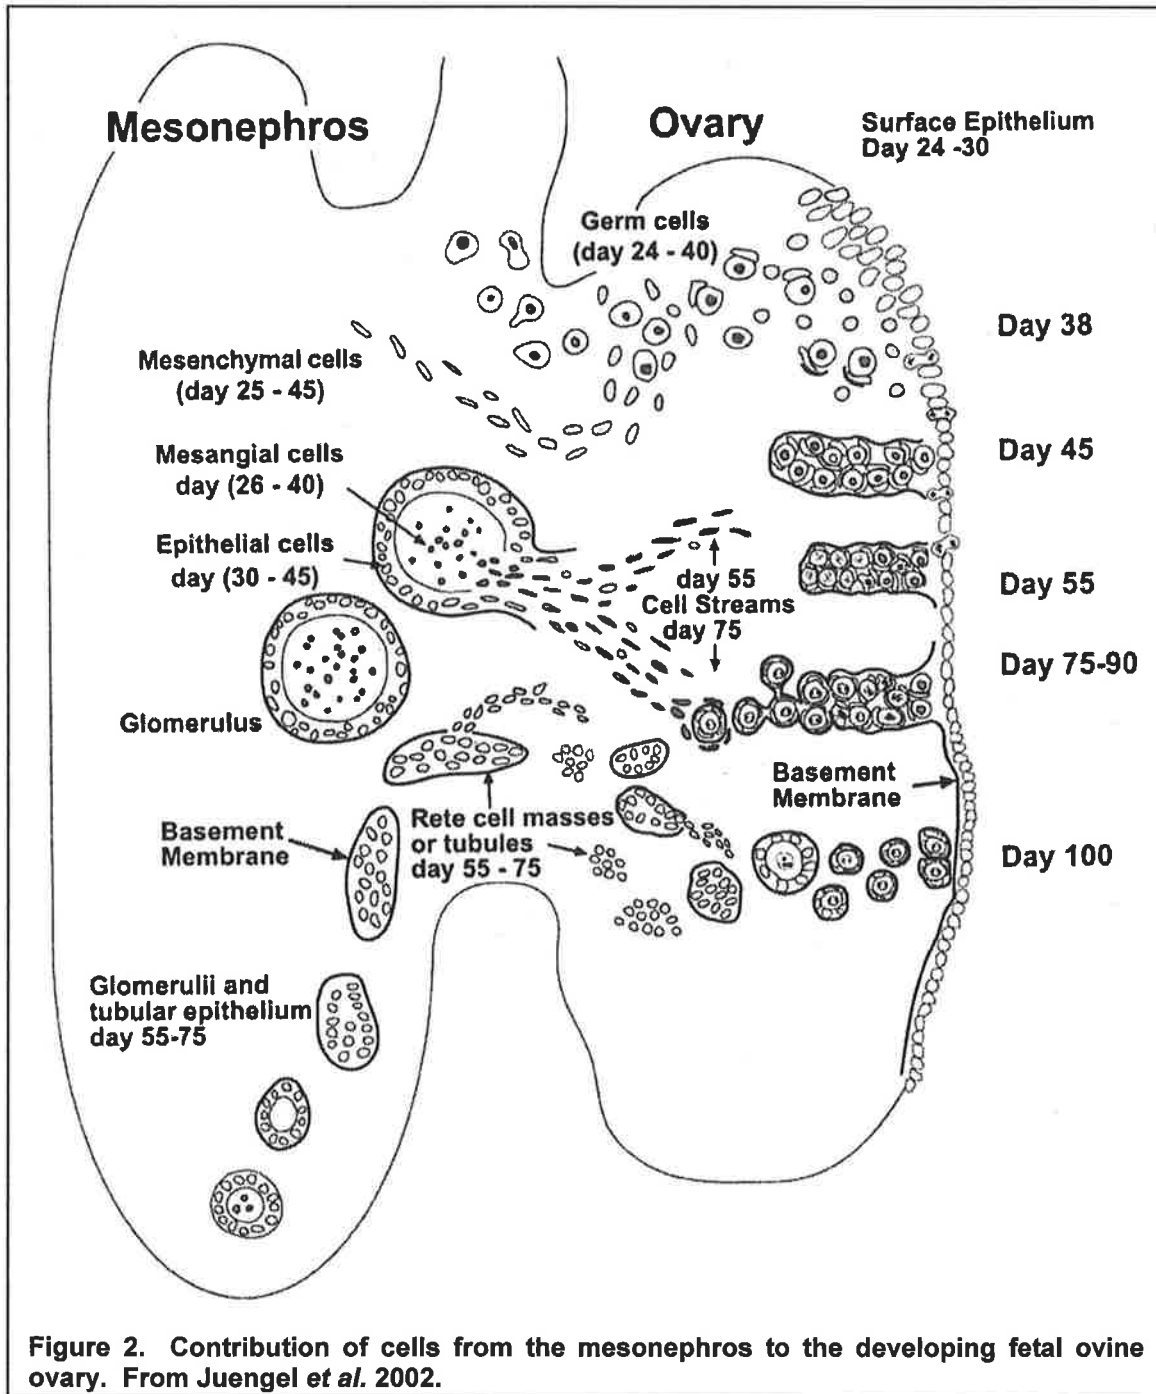 Mesonephros
Ovary
Surface Epithelium
Day 24 -30
Germ cells
(day 24 - 40)
Day 38
Mesenchymal cells
(day 25 - 45)
Day 45
Mesangial cells
day (26 - 40)
Epithelial cells
day (30 - 45)
day 55
Cell Streams
day 75
Day 55
Day 75-90
Glomerulus
Basement
Membrane
Rete cell masses
or tubules
day 55 - 75
Basement
Membrane
Day 100
Glomerulii and
tubular epithelium
day 55-75
Figure 2. Contribution of cells from the mesonephros to the developing fetal ovine
ovary. From Juengel et al. 2002.